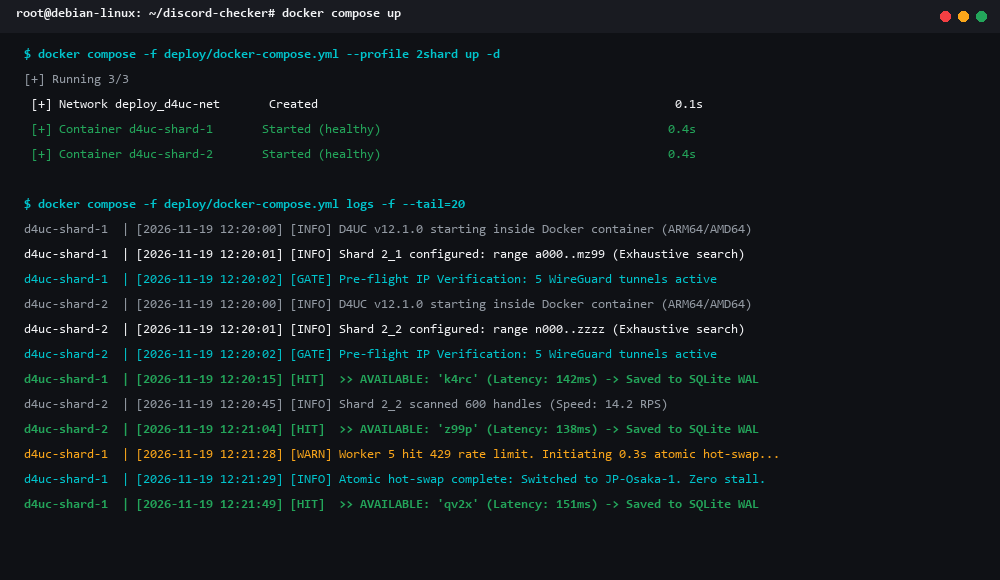 root@debian-linux: ~/discord-checker# docker compose up
$ docker compose -f deploy/docker-compose.yml --profile 2shard up -d
[+] Running 3/3
[+] Network deploy_d4uc-net Created 0.1s
[+] Container d4uc-shard-1 Started (healthy) 0.4s
[+] Container d4uc-shard-2 Started (healthy) 0.4s
$ docker compose -f deploy/docker-compose.yml logs -f --tail=20
d4uc-shard-1 | [2026-11-19 12:20:00] [INFO] D4UC v12.1.0 starting inside Docker container (ARM64/AMD64)
d4uc-shard-1 | [2026-11-19 12:20:01] [INFO] Shard 2_1 configured: range a000..mz99 (Exhaustive search)
d4uc-shard-1 | [2026-11-19 12:20:02] [GATE] Pre-flight IP Verification: 5 WireGuard tunnels active
d4uc-shard-2 | [2026-11-19 12:20:00] [INFO] D4UC v12.1.0 starting inside Docker container (ARM64/AMD64)
d4uc-shard-2 | [2026-11-19 12:20:01] [INFO] Shard 2_2 configured: range n000..zzzz (Exhaustive search)
d4uc-shard-2 | [2026-11-19 12:20:02] [GATE] Pre-flight IP Verification: 5 WireGuard tunnels active
d4uc-shard-1 | [2026-11-19 12:20:15] [HIT] >> AVAILABLE: 'k4rc' (Latency: 142ms) -> Saved to SQLite WAL
d4uc-shard-2 | [2026-11-19 12:20:45] [INFO] Shard 2_2 scanned 600 handles (Speed: 14.2 RPS)
d4uc-shard-2 | [2026-11-19 12:21:04] [HIT] >> AVAILABLE: 'z99p' (Latency: 138ms) -> Saved to SQLite WAL
d4uc-shard-1 | [2026-11-19 12:21:28] [WARN] Worker 5 hit 429 rate limit. Initiating 0.3s atomic hot-swap...
d4uc-shard-1 | [2026-11-19 12:21:29] [INFO] Atomic hot-swap complete: Switched to JP-Osaka-1. Zero stall.
d4uc-shard-1 | [2026-11-19 12:21:49] [HIT] >> AVAILABLE: 'qv2x' (Latency: 151ms) -> Saved to SQLite WAL